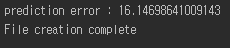 prediction error : 16.14698641009143
File creation complete